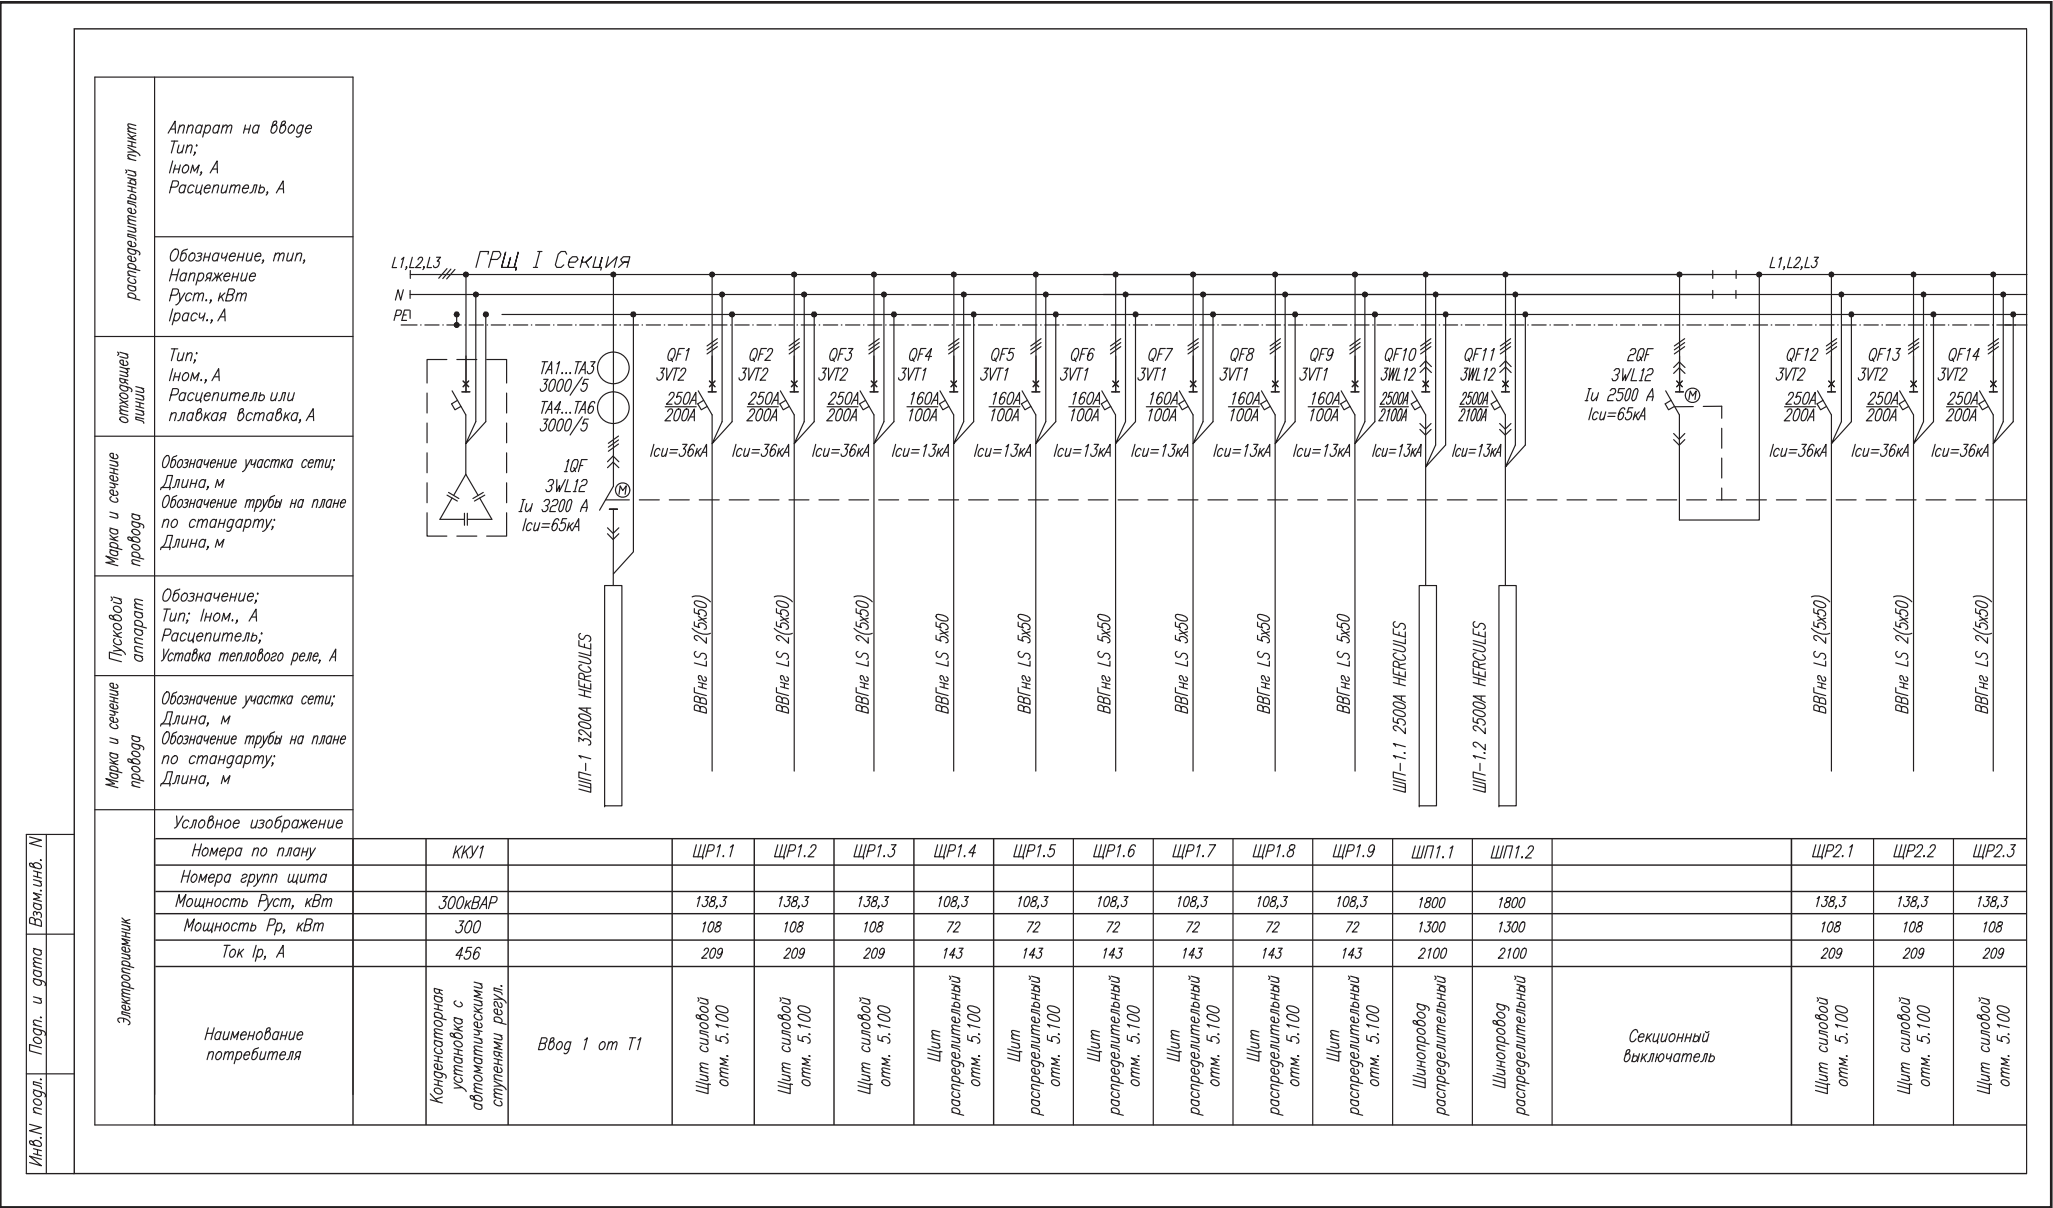 распределительный пункт
Аппарат на вводе
Тип;
Iном, А
Расцепитель, А
Обозначение, тип,
Напряжение
Pуст., кВт
Iрасч., А
отходящей
линии
Тип;
Iном., А
Расцепитель или
плавкая вставка, А
Марка и сечение
провода
Обозначение участка сети;
Длина, м
Обозначение трубы на плане
по стандарту;
Длина, м
Пусковой
аппарат
Обозначение;
Тип; Iном., А
Расцепитель;
Уставка теплового реле, А
Марка и сечение
провода
Обозначение участка сети;
Длина, м
Обозначение трубы на плане
по стандарту;
Длина, м
L1,L2,L3
ГРЩ I Секция
N
PE
L1,L2,L3
TA1...TA3
3000/5
TA4...TA6
3000/5
1QF
3WL12
Iu 3200 A
Icu=65кА
M
QF1
3VT2
250A
200A
Icu=36кА
QF2
3VT2
250A
200A
Icu=36кА
QF3
3VT2
250A
200A
Icu=36кА
QF4
3VT1
160A
100A
Icu=13кА
QF5
3VT1
160A
100A
Icu=13кА
QF6
3VT1
160A
100A
Icu=13кА
QF7
3VT1
160A
100A
Icu=13кА
QF8
3VT1
160A
100A
Icu=13кА
QF9
3VT1
160A
100A
Icu=13кА
QF10
3WL12
2500A
2100A
Icu=13кА
QF11
3WL12
2500A
2100A
Icu=13кА
2QF
3WL12
Iu 2500 A
Icu=65кА
M
QF12
3VT2
250A
200A
Icu=36кА
QF13
3VT2
250A
200A
Icu=36кА
QF14
3VT2
250A
200A
Icu=36кА
ШП-1 3200А HERCULES
ВВГнг LS 2(5x50)
ВВГнг LS 2(5x50)
ВВГнг LS 2(5x50)
ВВГнг LS 5x50
ВВГнг LS 5x50
ВВГнг LS 5x50
ВВГнг LS 5x50
ВВГнг LS 5x50
ВВГнг LS 5x50
ШП-1.1 2500А HERCULES
ШП-1.2 2500А HERCULES
ВВГнг LS 2(5x50)
ВВГнг LS 2(5x50)
ВВГнг LS 2(5x50)
Электроприемник
Условное изображение
Номера по плану ККУ1 ЩР1.1 ЩР1.2 ЩР1.3 ЩР1.4 ЩР1.5 ЩР1.6 ЩР1.7 ЩР1.8 ЩР1.9 ШП1.1 ШП1.2 ЩР2.1 ЩР2.2 ЩР2.3
Номера групп щита
Мощность Руст, кВт 300кВАР 138,3 138,3 138,3 108,3 108,3 108,3 108,3 108,3 108,3 1800 1800 138,3 138,3 138,3
Мощность Рр, кВт 300 108 108 108 72 72 72 72 72 72 1300 1300 108 108 108
Ток Iр, А 456 209 209 209 143 143 143 143 143 143 2100 2100 209 209 209
Наименование
потребителя
Конденсаторная
установка с
автоматическими
ступенями регул.
Ввод 1 от Т1
Щит силовой
отм. 5.100
Щит силовой
отм. 5.100
Щит силовой
отм. 5.100
Щит
распределительный
отм. 5.100
Щит
распределительный
отм. 5.100
Щит
распределительный
отм. 5.100
Щит
распределительный
отм. 5.100
Щит
распределительный
отм. 5.100
Щит
распределительный
отм. 5.100
Шинопровод
распределительный
Шинопровод
распределительный
Секционный
выключатель
Щит силовой
отм. 5.100
Щит силовой
отм. 5.100
Щит силовой
отм. 5.100
Взам.инв. N
Подп. и дата
Инв.N подл.